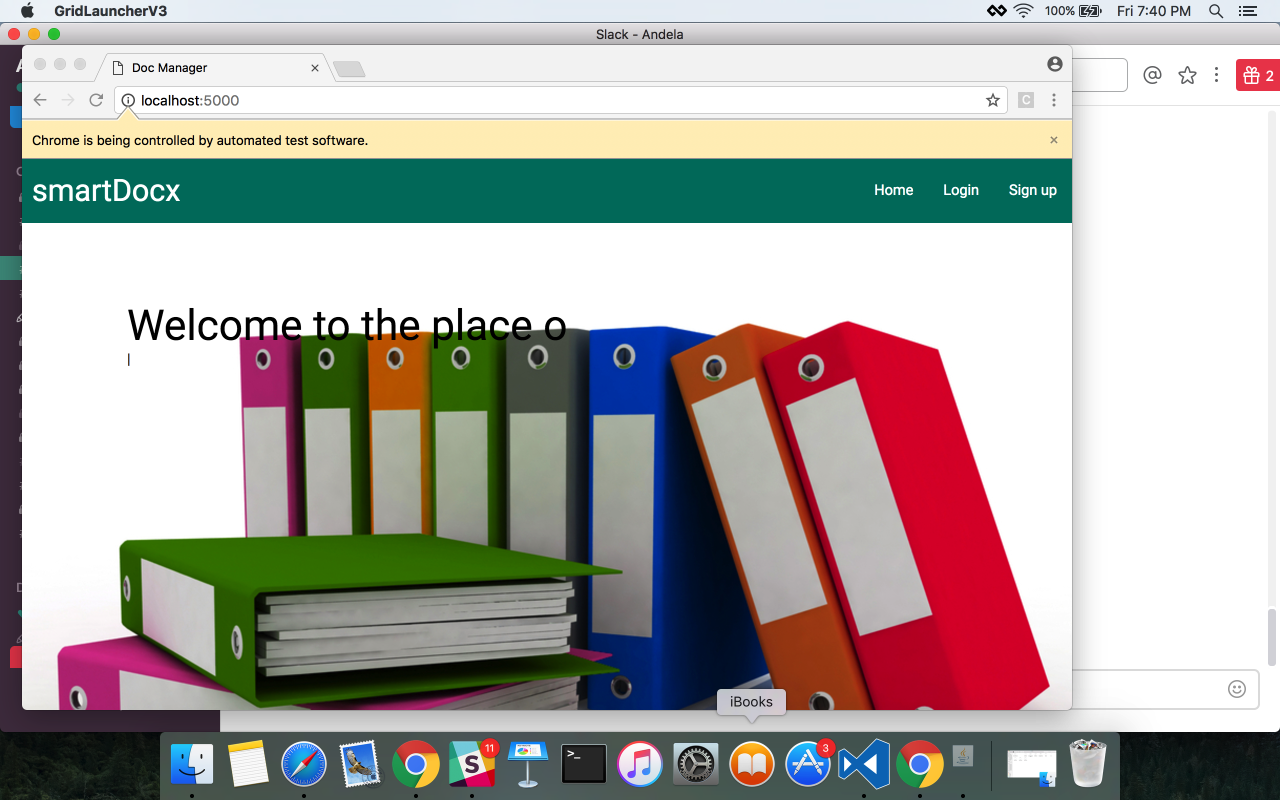 GridLauncherV3
100%
Fri 7:40 PM
Slack - Andela
Doc Manager
localhost:5000
C
2
Chrome is being controlled by automated test software.
smartDocx
Home
Login
Sign up
Welcome to the place o
iBooks
11
3
>_
S